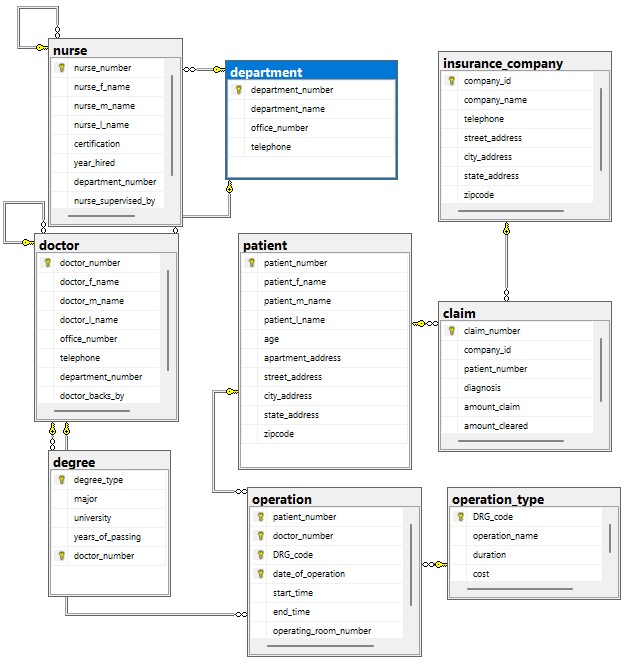 nurse
nurse_number
nurse_f_name
nurse_m_name
nurse_l_name
certification
year_hired
department_number
nurse_supervised_by
department
department_number
department_name
office_number
telephone
insurance_company
company_id
company_name
telephone
street_address
city_address
state_address
zipcode
doctor
doctor_number
doctor_f_name
doctor_m_name
doctor_l_name
office_number
telephone
department_number
doctor_backs_by
patient
patient_number
patient_f_name
patient_m_name
patient_l_name
age
apartment_address
street_address
city_address
state_address
zipcode
claim
claim_number
company_id
patient_number
diagnosis
amount_claim
amount_cleared
degree
degree_type
major
university
years_of_passing
doctor_number
operation
patient_number
doctor_number
DRG_code
date_of_operation
start_time
end_time
operating_room_number
operation_type
DRG_code
operation_name
duration
cost